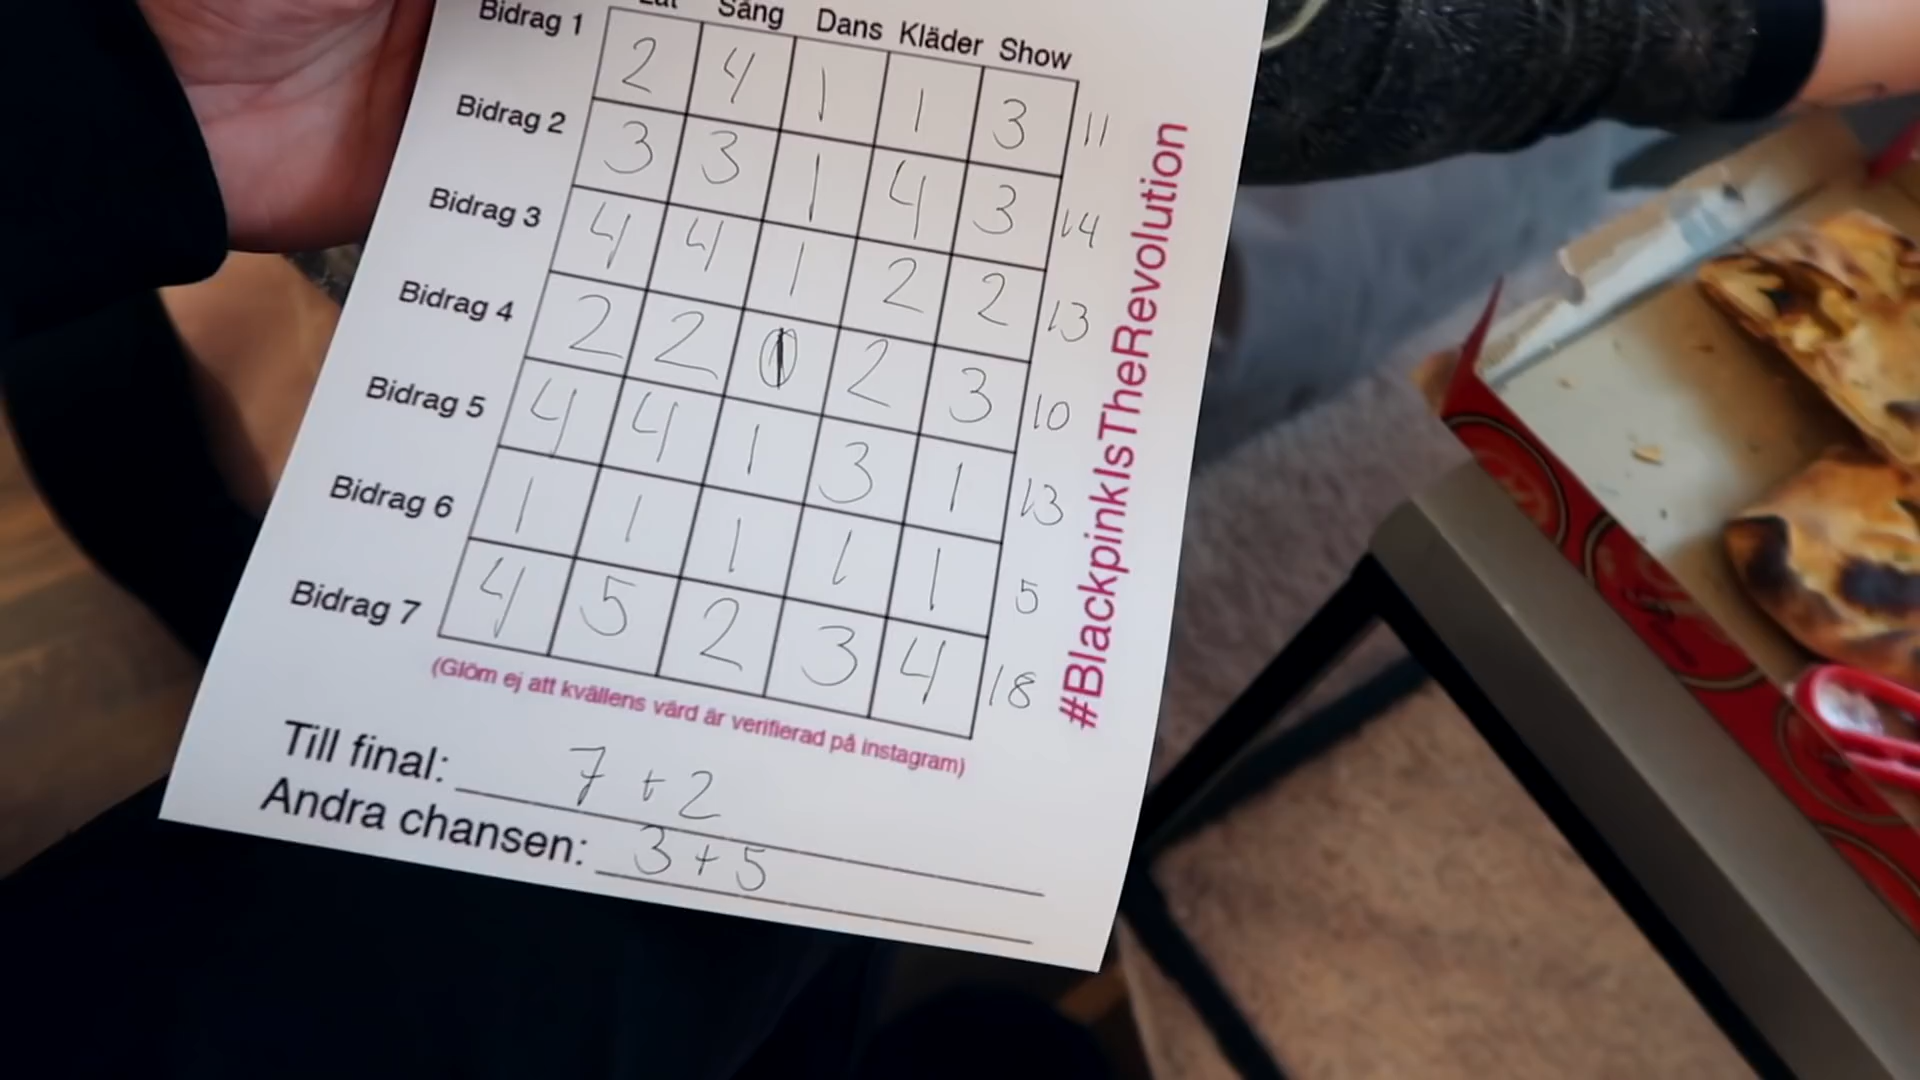 Låt Sång Dans Kläder Show
Bidrag 1 2 4 1 1 3 11
Bidrag 2 3 3 1 4 3 14
Bidrag 3 4 4 1 2 2 13
Bidrag 4 2 2 1 2 3 10
Bidrag 5 4 4 1 3 1 13
Bidrag 6 1 1 1 1 1 5
Bidrag 7 4 5 2 3 4 18
(Glöm ej att kvällens värd är verifierad på instagram)
Till final: 7 + 2
Andra chansen: 3 + 5
#BlackpinkIsTheRevolution